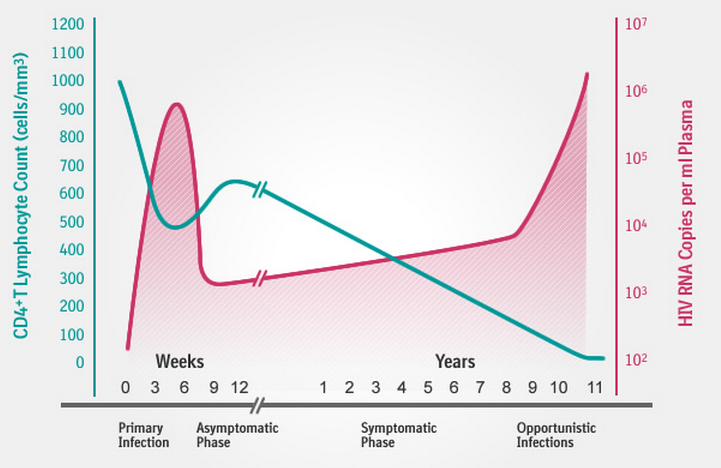 CD4+T Lymphocyte Count (cells/mm³)
1200
1100
1000
900
800
700
600
500
400
300
200
100
0
10⁷
10⁶
10⁵
10⁴
10³
10²
HIV RNA Copies per ml Plasma
Weeks Years
0 3 6 9 12 1 2 3 4 5 6 7 8 9 10 11
Primary Infection
Asymptomatic Phase
Symptomatic Phase
Opportunistic Infections